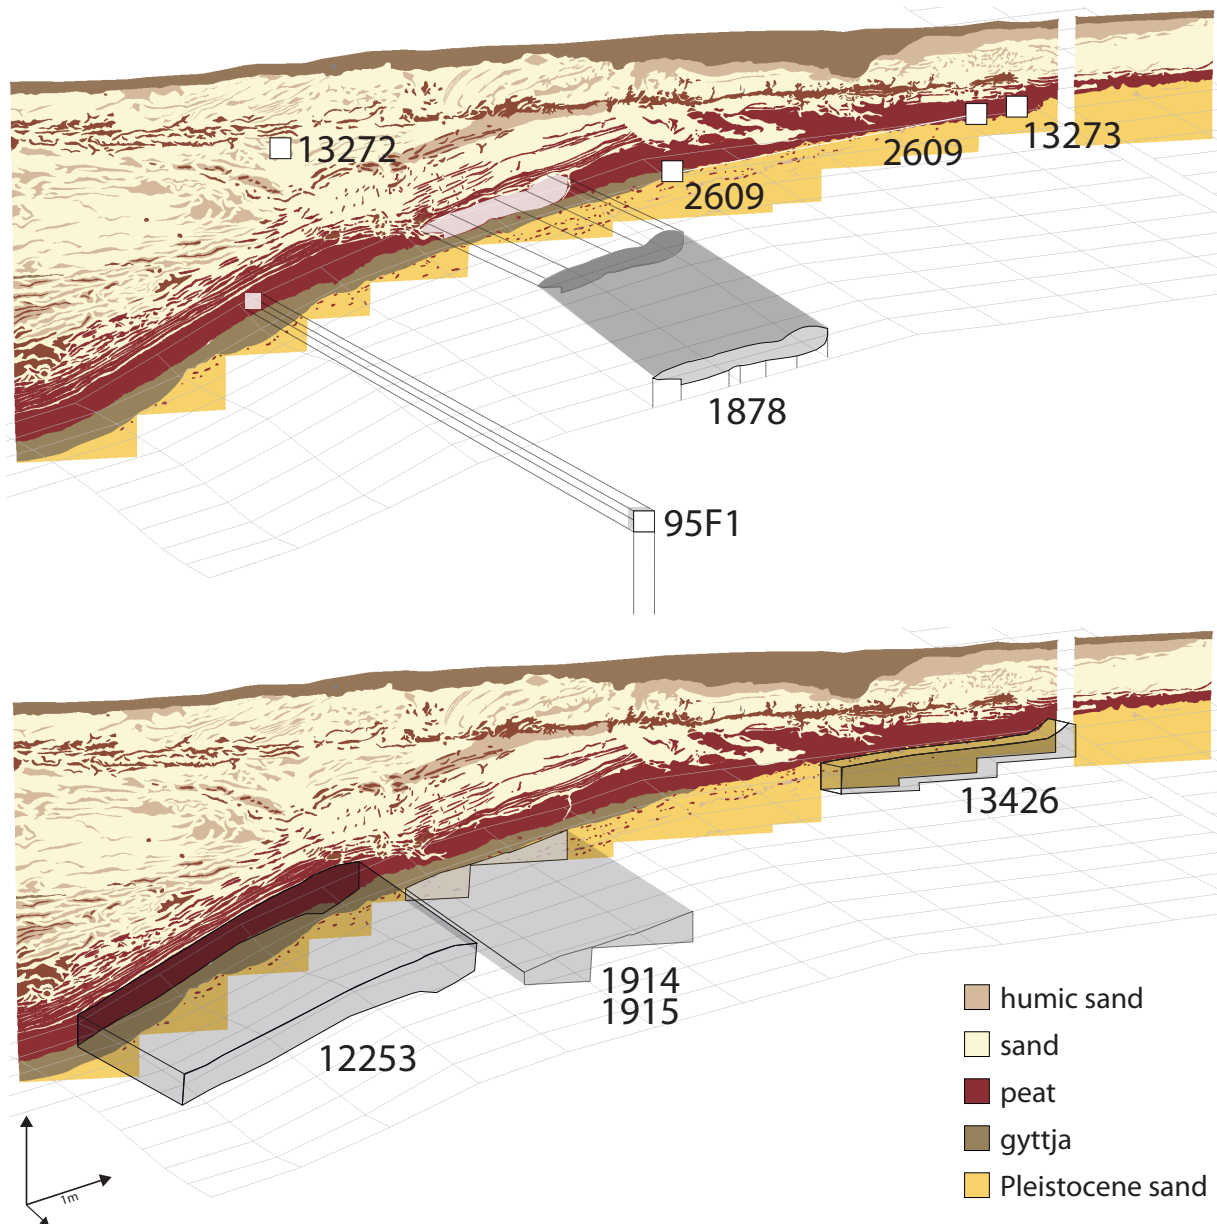 13272
2609
13273
2609
1878
95F1
13426
1914
1915
12253
humic sand
sand
peat
gyttja
Pleistocene sand
1m